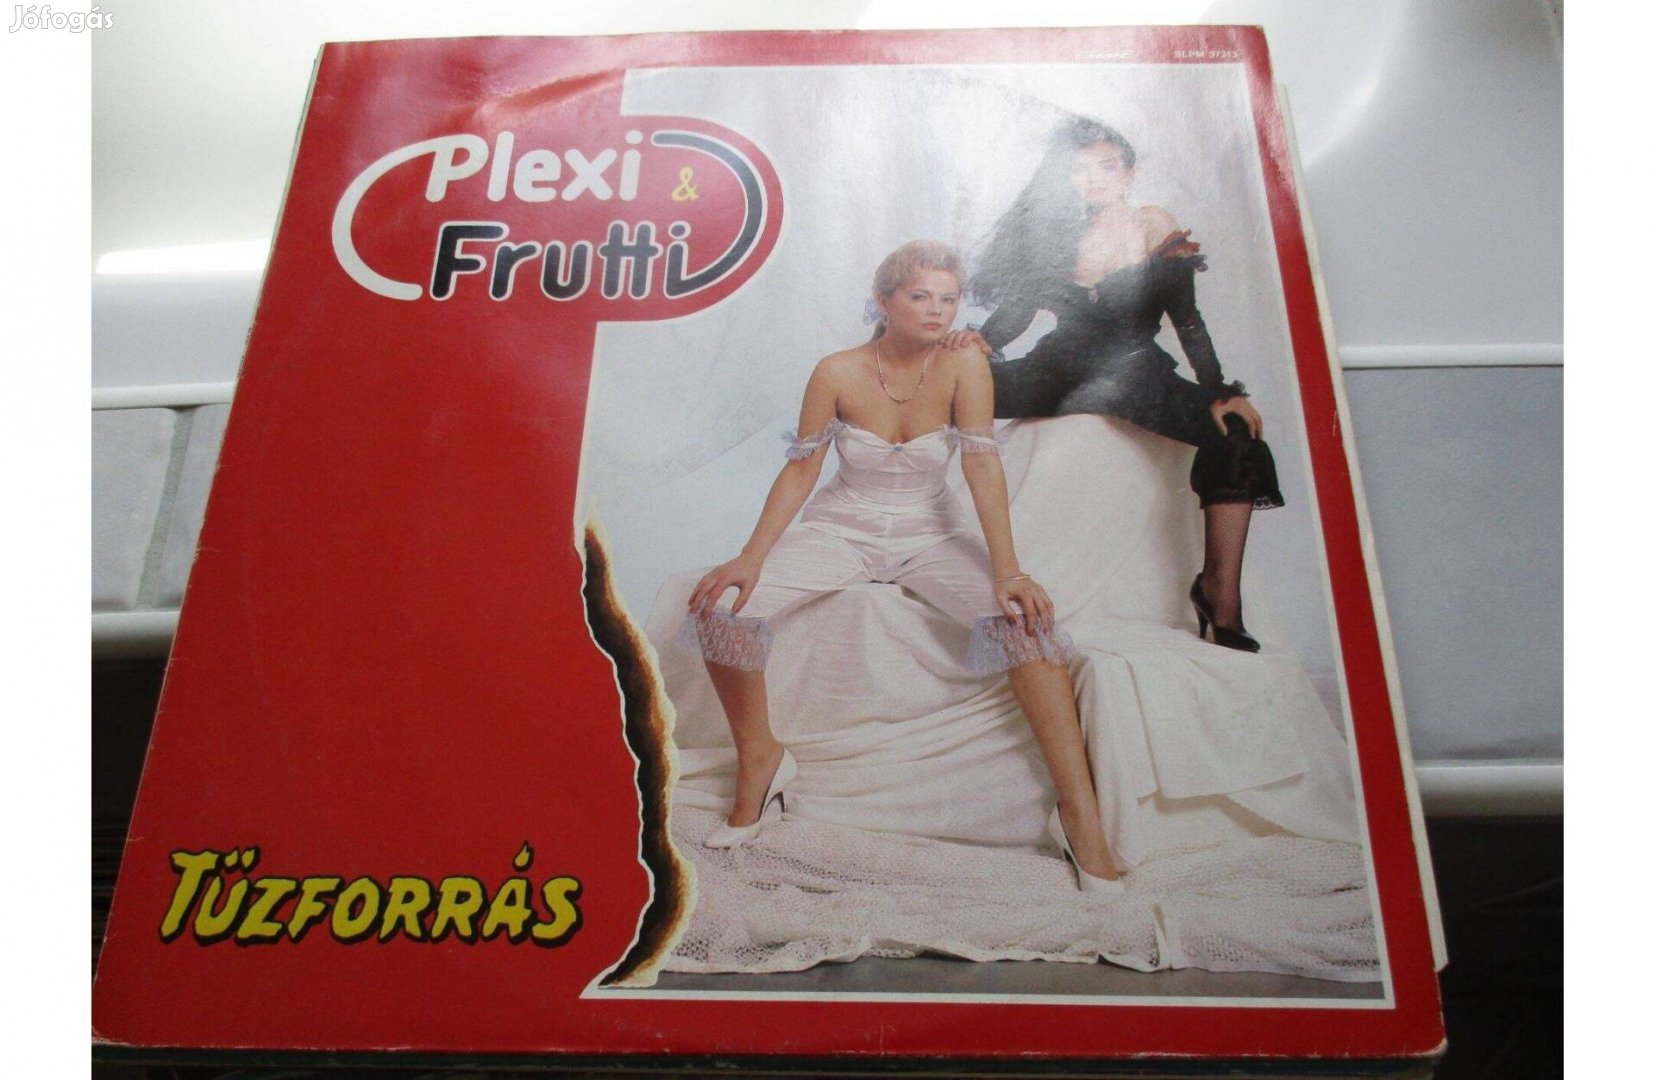 Jófogás
SLPM 37313
Plexi &
Frutti
TŰZFORRÁS